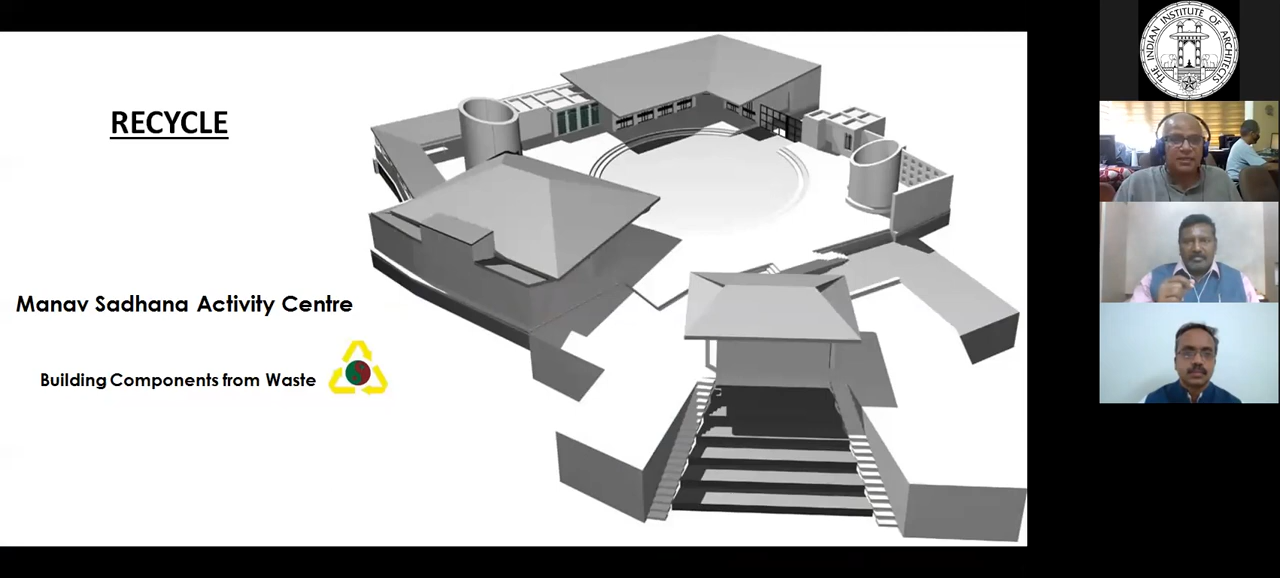 RECYCLE
Manav Sadhana Activity Centre
Building Components from Waste
THE INDIAN INSTITUTE OF ARCHITECTS